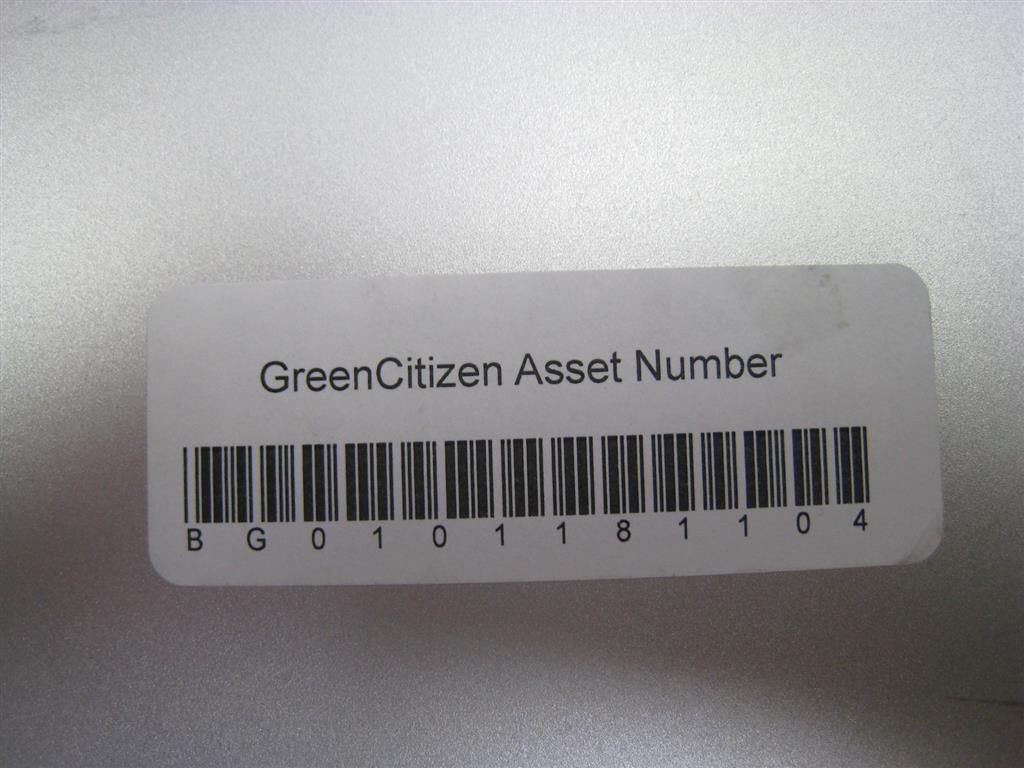 GreenCitizen Asset Number
B G 0 1 0 1 1 8 1 1 0 4